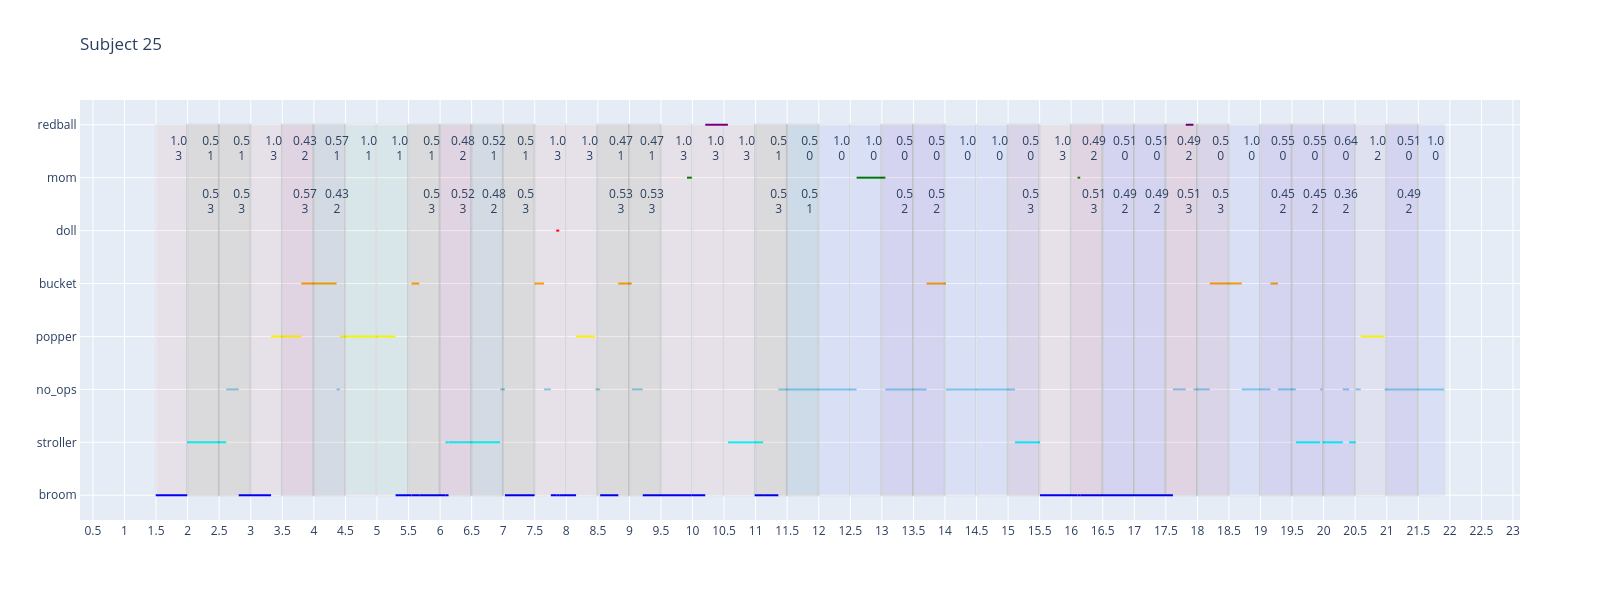 Subject 25
redball
1.0 0.5 0.5 1.0 0.43 0.57 1.0 1.0 0.5 0.48 0.52 0.5 1.0 1.0 0.47 0.47 1.0 1.0 1.0 0.5 0.5 1.0 1.0 0.5 0.5 1.0 1.0 0.5 1.0 0.49 0.51 0.51 0.49 0.5 1.0 0.55 0.55 0.64 1.0 0.51 1.0
3 1 1 3 2 1 1 1 1 2 1 1 3 3 1 1 3 3 3 1 0 0 0 0 0 0 0 0 3 2 0 0 2 0 0 0 0 0 2 0 0
mom
0.5 0.5 0.57 0.43 0.5 0.52 0.48 0.5 0.53 0.53 0.5 0.5 0.5 0.5 0.5 0.51 0.49 0.49 0.51 0.5 0.45 0.45 0.36 0.49
3 3 3 2 3 3 2 3 3 3 3 1 2 2 3 3 2 2 3 3 2 2 2 2
doll
bucket
popper
no_ops
stroller
broom
0.5 1 1.5 2 2.5 3 3.5 4 4.5 5 5.5 6 6.5 7 7.5 8 8.5 9 9.5 10 10.5 11 11.5 12 12.5 13 13.5 14 14.5 15 15.5 16 16.5 17 17.5 18 18.5 19 19.5 20 20.5 21 21.5 22 22.5 23